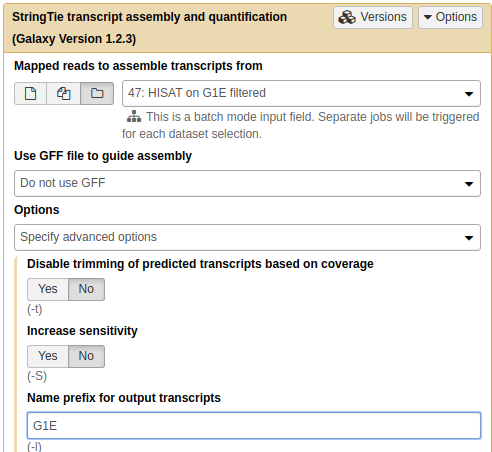 StringTie transcript assembly and quantification
(Galaxy Version 1.2.3)
Versions
Options
Mapped reads to assemble transcripts from
47: HISAT on G1E filtered
This is a batch mode input field. Separate jobs will be triggered
for each dataset selection.
Use GFF file to guide assembly
Do not use GFF
Options
Specify advanced options
Disable trimming of predicted transcripts based on coverage
Yes No
(-t)
Increase sensitivity
Yes No
(-S)
Name prefix for output transcripts
G1E
(-l)